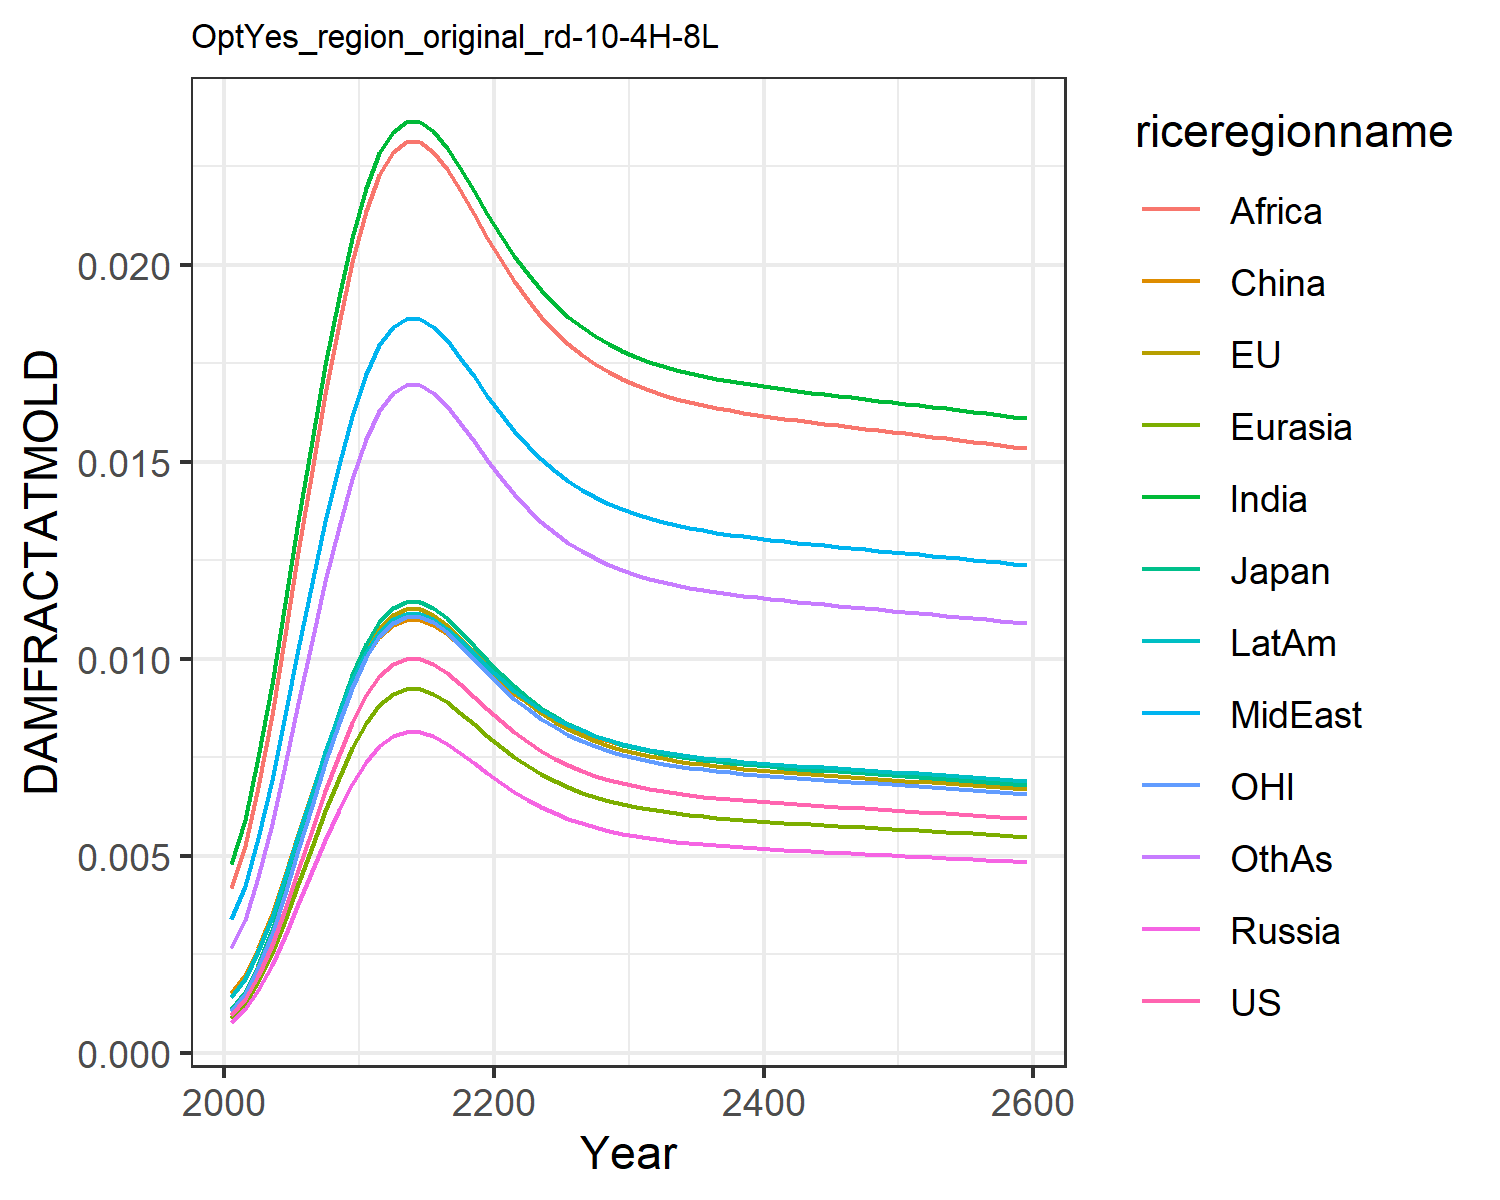 OptYes_region_original_rd-10-4H-8L
DAMFRACTATMOLD
0.020
0.015
0.010
0.005
0.000
2000 2200 2400 2600
Year
riceregionname
Africa
China
EU
Eurasia
India
Japan
LatAm
MidEast
OHI
OthAs
Russia
US